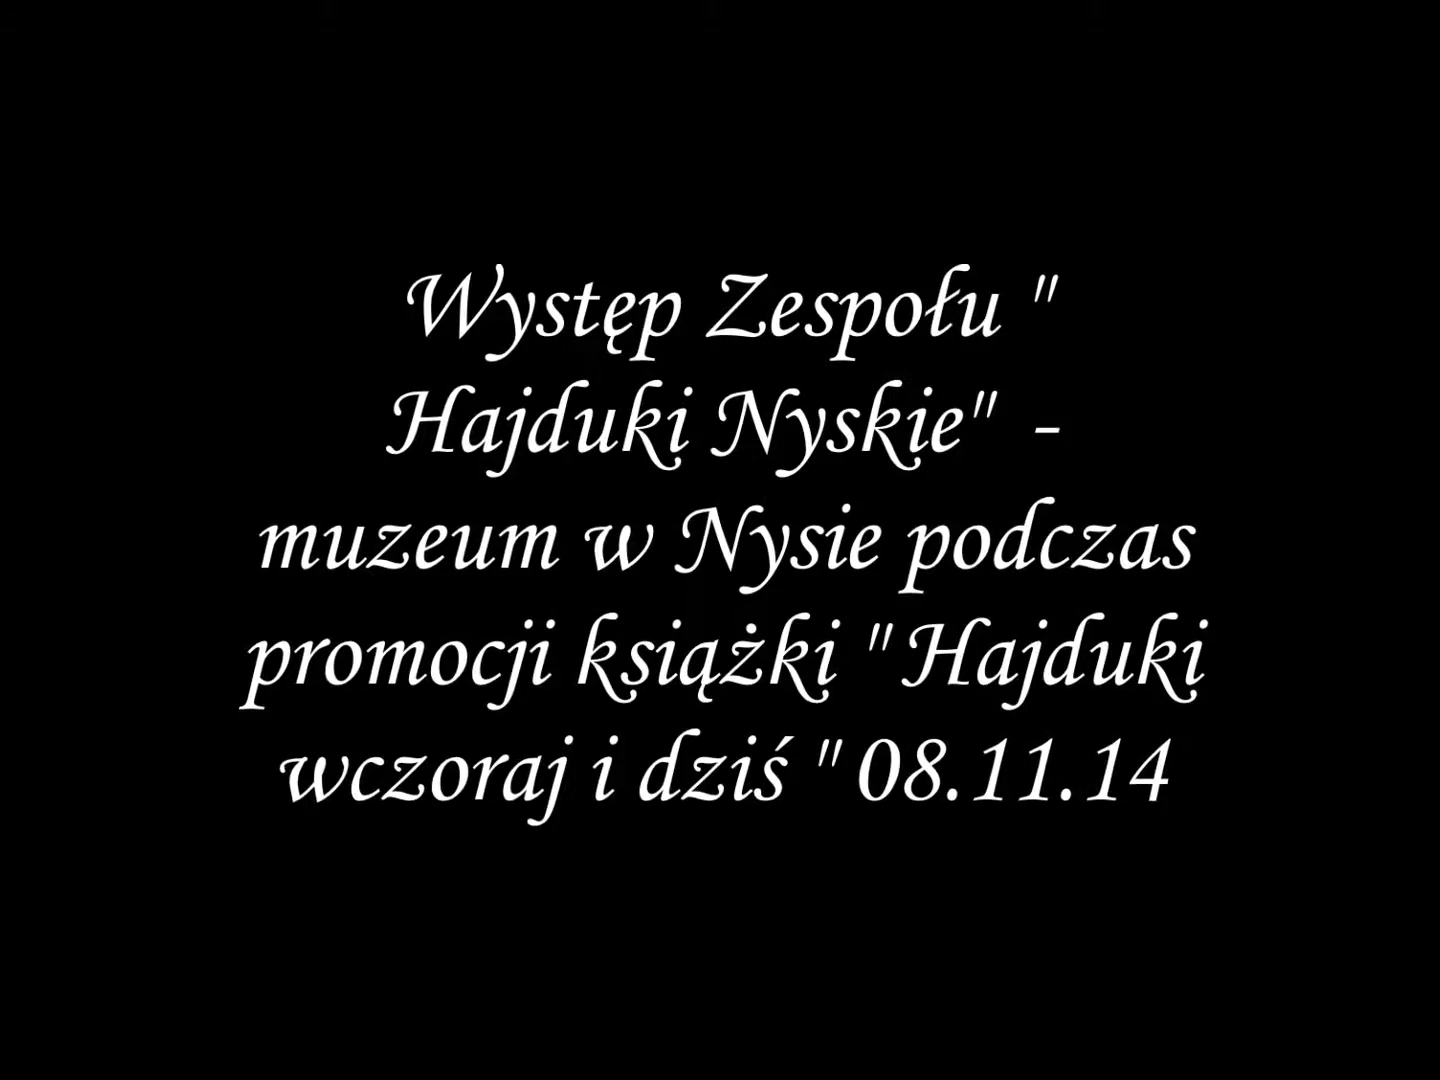 Występ Zespołu "
Hajduki Nyskie"  -
muzeum w Nysie podczas
promocji książki "Hajduki
wczoraj i dziś "08.11.14